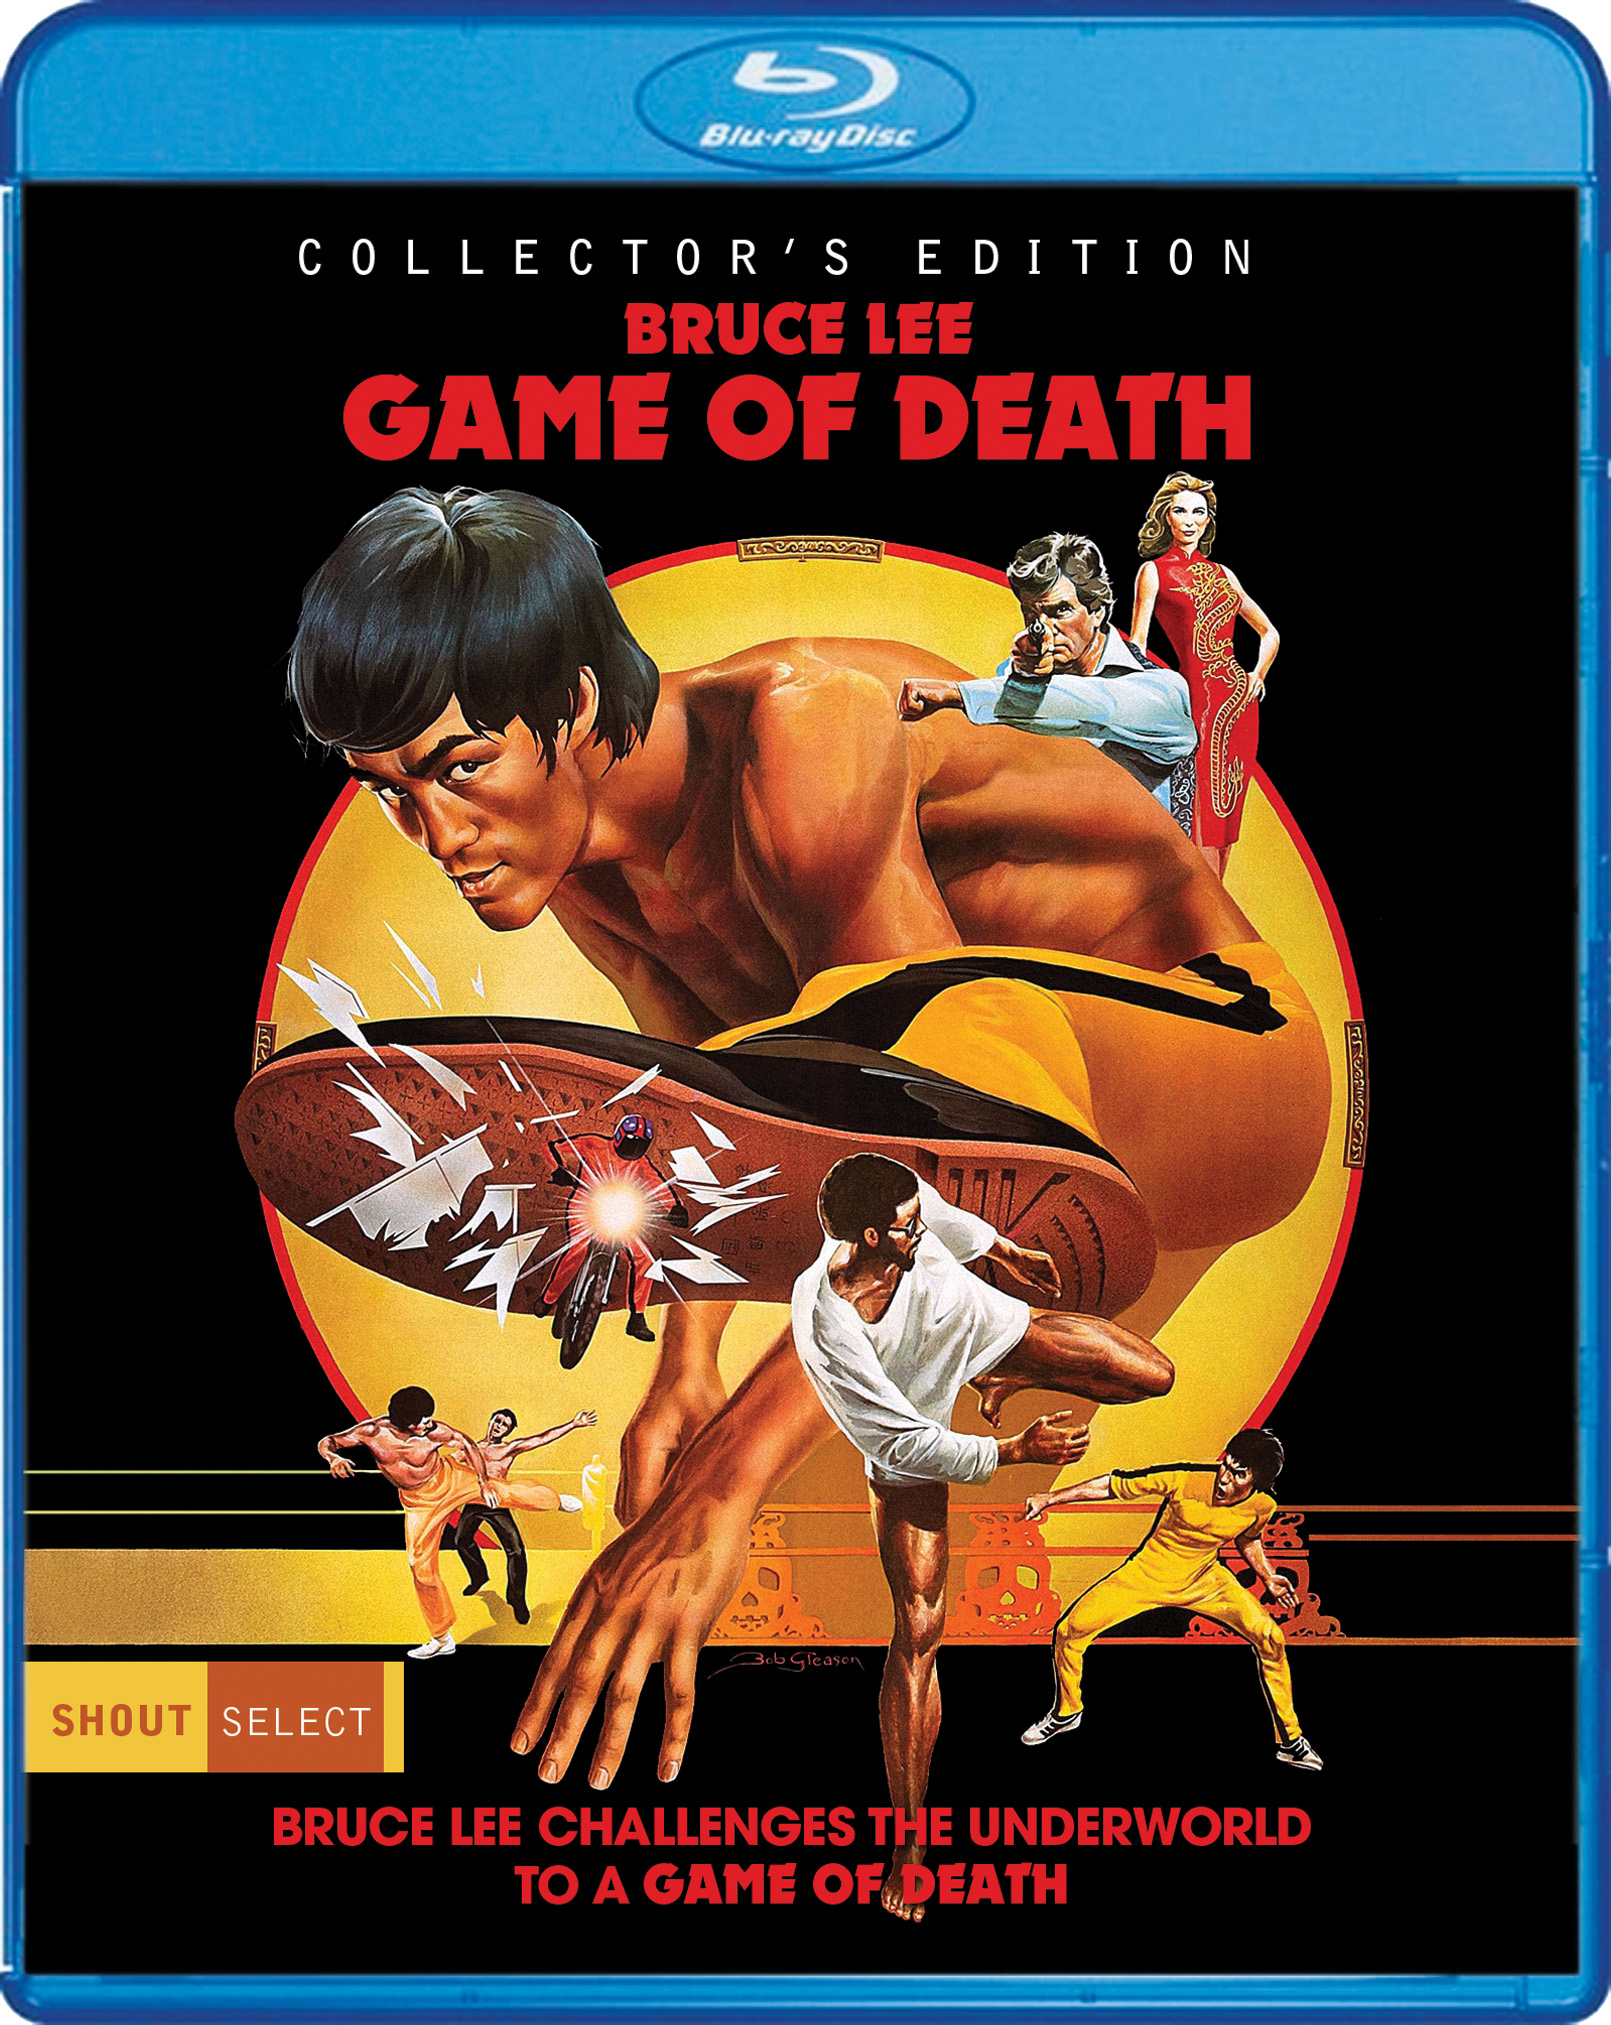 Blu-ray Disc
COLLECTOR'S EDITION
BRUCE LEE
GAME OF DEATH
Bob Gleason
SHOUT SELECT
BRUCE LEE CHALLENGES THE UNDERWORLD
TO A GAME OF DEATH